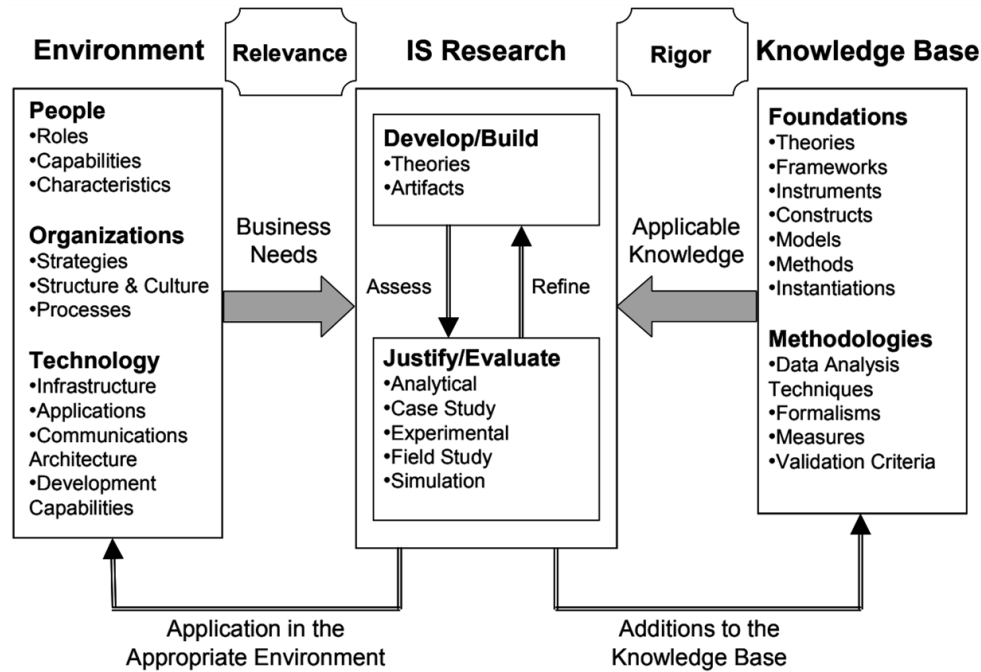 Environment
Relevance
IS Research
Rigor
Knowledge Base
People
•Roles
•Capabilities
•Characteristics
Organizations
•Strategies
•Structure & Culture
•Processes
Technology
•Infrastructure
•Applications
•Communications
Architecture
•Development
Capabilities
Business
Needs
Develop/Build
•Theories
•Artifacts
Assess
Refine
Justify/Evaluate
•Analytical
•Case Study
•Experimental
•Field Study
•Simulation
Applicable
Knowledge
Foundations
•Theories
•Frameworks
•Instruments
•Constructs
•Models
•Methods
•Instantiations
Methodologies
•Data Analysis
Techniques
•Formalisms
•Measures
•Validation Criteria
Application in the
Appropriate Environment
Additions to the
Knowledge Base